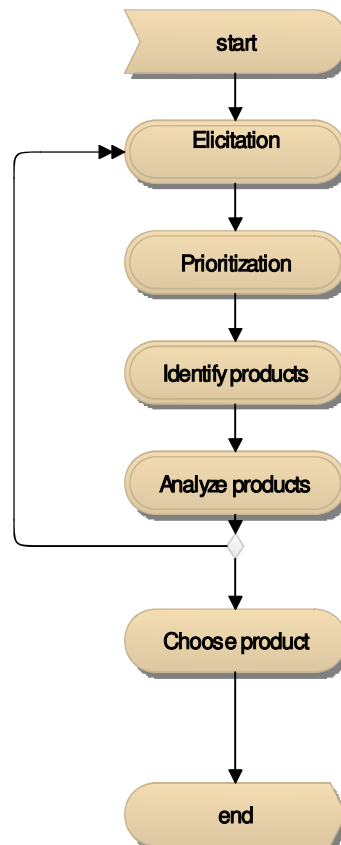 start
Elicitation
Prioritization
Identify products
Analyze products
Choose product
end